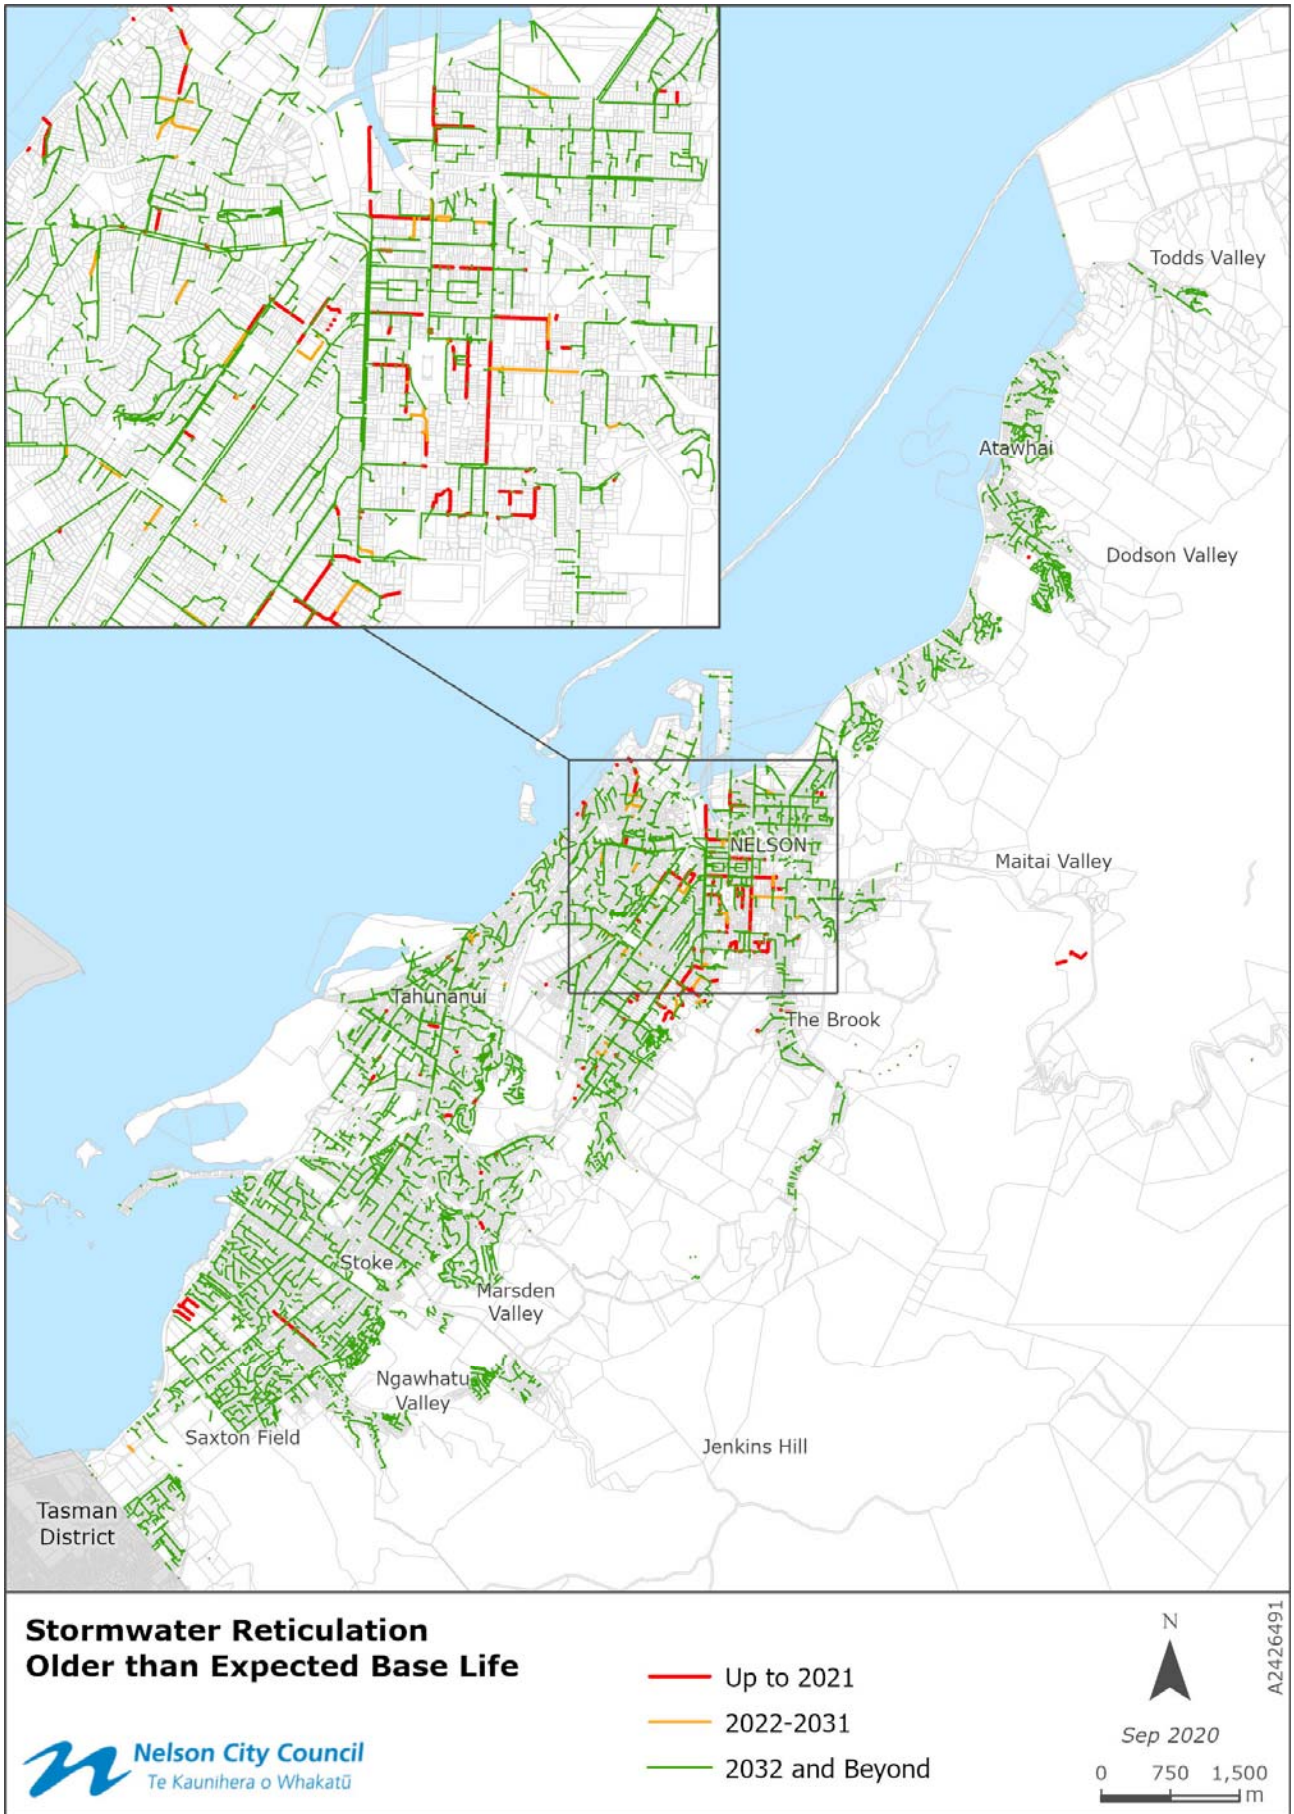 Todds Valley
Atawhai
Dodson Valley
NELSON
Maitai Valley
Tahunanui
The Brook
Stoke
Marsden
Valley
Ngawhatu
Valley
Saxton Field
Jenkins Hill
Tasman
District
Stormwater Reticulation
Older than Expected Base Life
Nelson City Council
Te Kaunihera o Whakatū
Up to 2021
2022-2031
2032 and Beyond
N
Sep 2020
0 750 1,500
m
A2426491